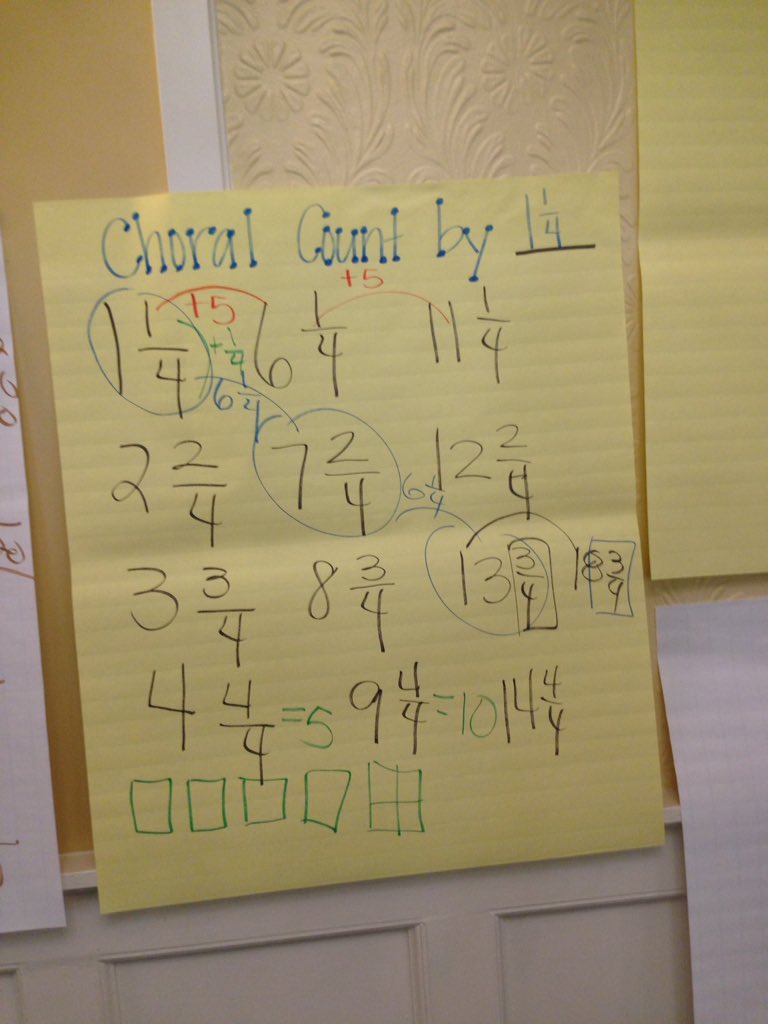 Choral Count by 1 1/4
+5
1 1/4 +5 6 1/4 11 1/4
+1/4
6 1/4
2 2/4 7 2/4 12 2/4
6 1/4
3 3/4 8 3/4 13 3/4 18 3/4
4 4/4 =5 9 4/4 =10 14 4/4